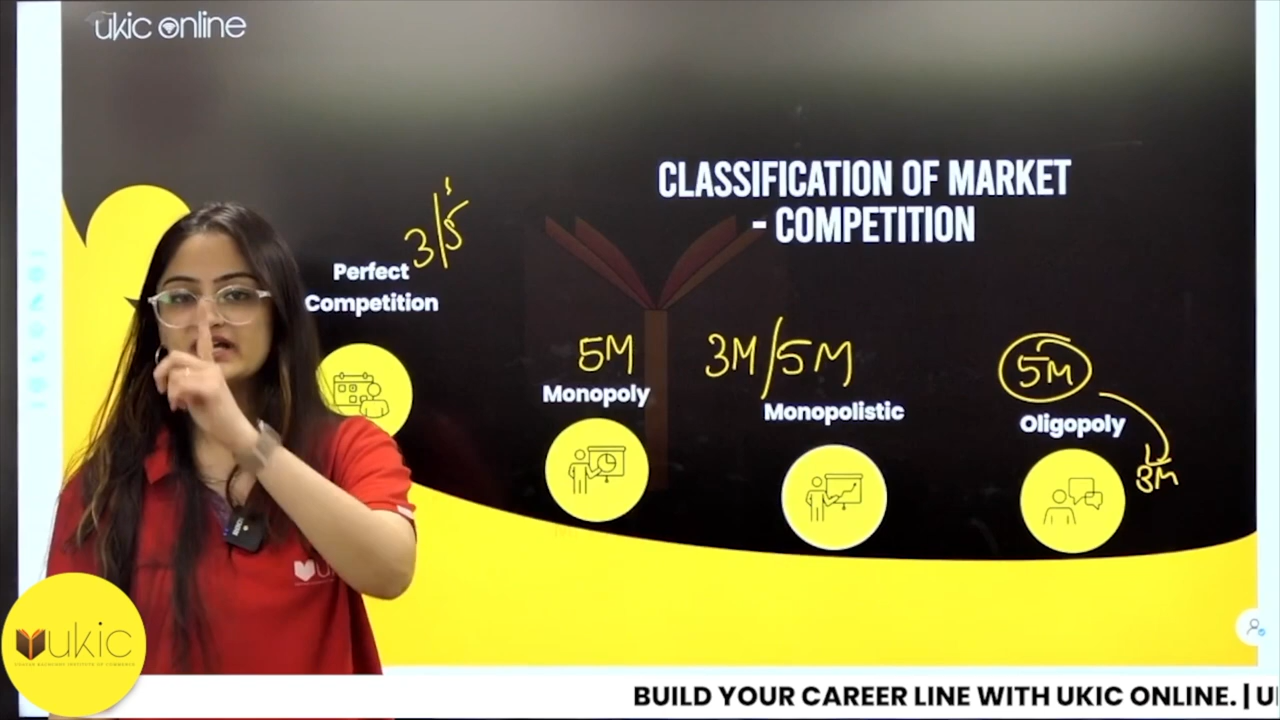 ukic online
CLASSIFICATION OF MARKET
- COMPETITION
3/5
Perfect
Competition
5M
Monopoly
3M/5M
Monopolistic
5M
Oligopoly
3M
ukic
BUILD YOUR CAREER LINE WITH UKIC ONLINE. | U